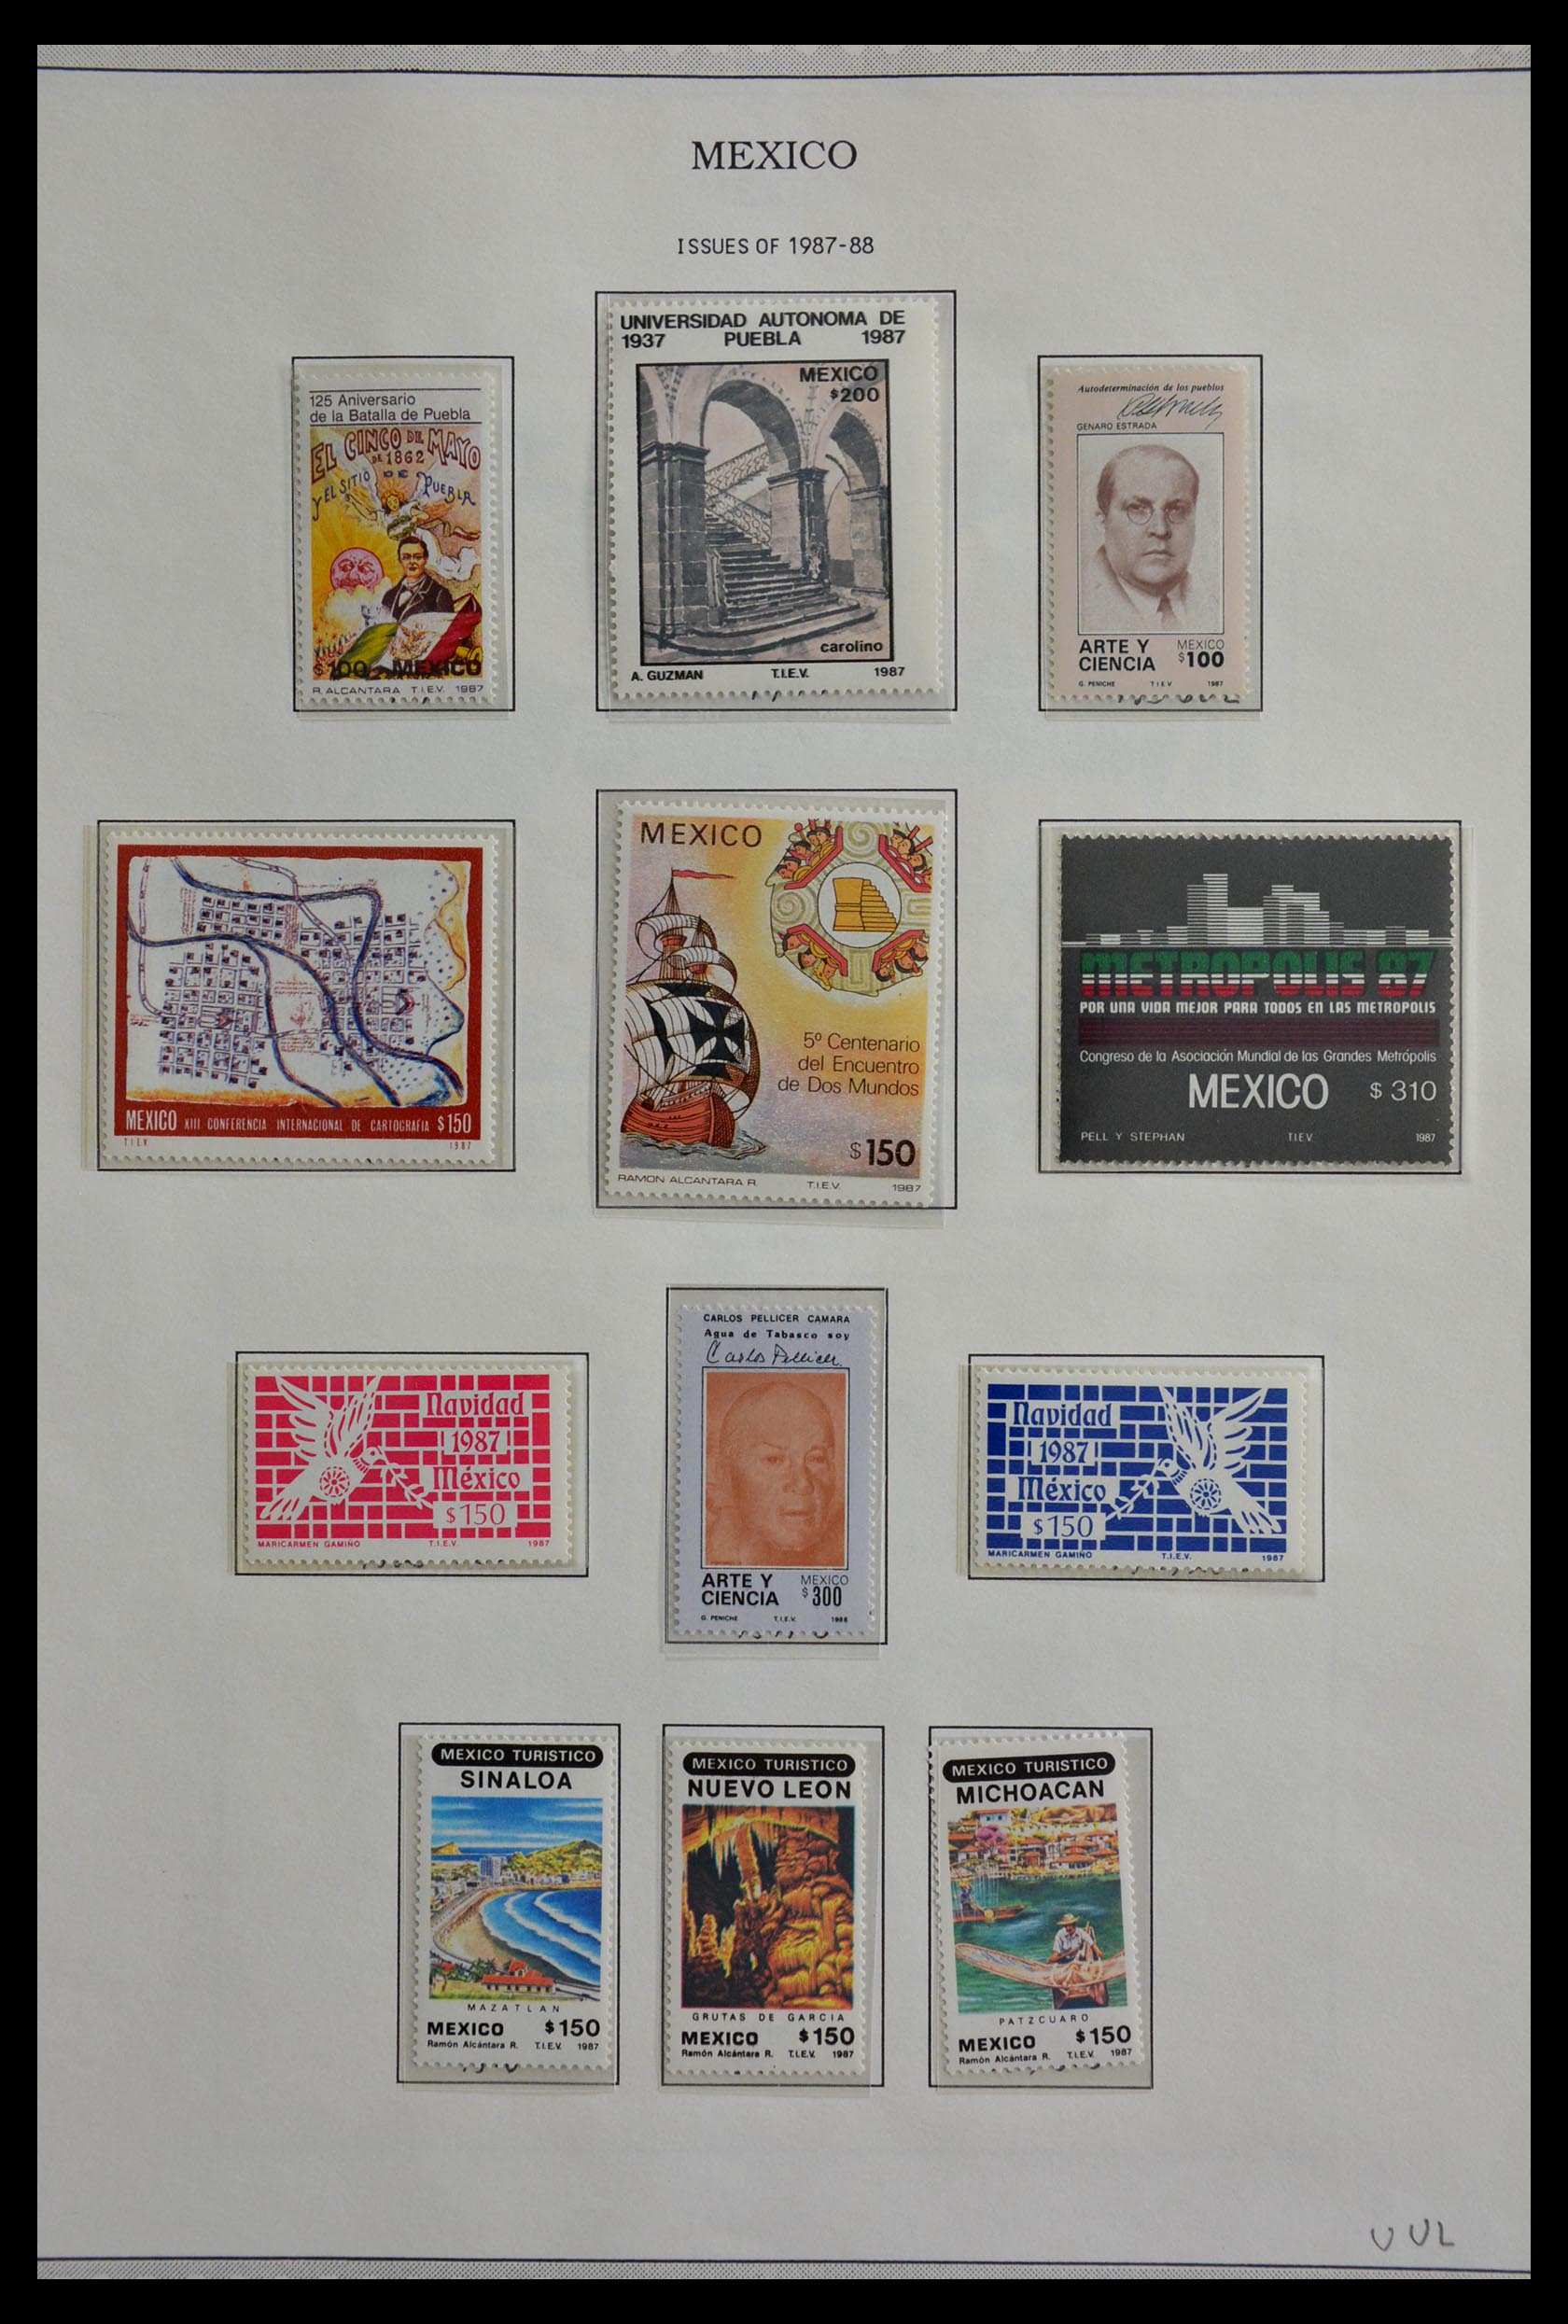 MEXICO
ISSUES OF 1987-88
125 Aniversario
de la Batalla de Puebla
EL CINCO DE MAYO
DE 1862
Y EL SITIO DE PUEBLA
$100 MEXICO
R. ALCANTARA T.I.E.V. 1987
UNIVERSIDAD AUTONOMA DE
1937 PUEBLA 1987
MEXICO
$200
carolino
A. GUZMAN T.I.E.V. 1987
Autodeterminación de los pueblos
GENARO ESTRADA
ARTE Y MEXICO
CIENCIA $100
G. PENICHE T I E V 1987
MEXICO XIII CONFERENCIA INTERNACIONAL DE CARTOGRAFIA $150
T I E V 1987
MEXICO
5º Centenario
del Encuentro
de Dos Mundos
$150
RAMON ALCANTARA R. T.I.E.V. 1987
METROPOLIS 87
POR UNA VIDA MEJOR PARA TODOS EN LAS METROPOLIS
Congreso de la Asociación Mundial de las Grandes Metrópolis
MEXICO $ 310
PELL Y STEPHAN TIEV 1987
Navidad
1987
México
$150
MARICARMEN GAMIÑO T.I.E.V. 1987
CARLOS PELLICER CAMARA
Agua de Tabasco soy
Carlos Pellicer
ARTE Y MEXICO
CIENCIA $300
G. PENICHE T.I.E.V. 1988
Navidad
1987
México
$150
MARICARMEN GAMIÑO T.I.E.V. 1987
MEXICO TURISTICO
SINALOA
MAZATLAN
MEXICO $150
Ramón Alcántara R. T.I.E.V. 1987
MEXICO TURISTICO
NUEVO LEON
GRUTAS DE GARCIA
MEXICO $150
Ramón Alcántara R. T.I.E.V. 1987
MEXICO TURISTICO
MICHOACAN
PATZCUARO
MEXICO $150
Ramón Alcántara R. T.I.E.V. 1987